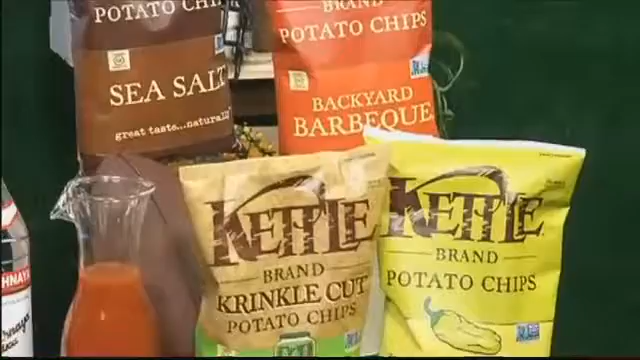 POTATO CHI
SEA SALT
great taste...naturally
BRAND
POTATO CHIPS
BACKYARD
BARBEQUE
KETTLE
BRAND
KRINKLE CUT
POTATO CHIPS
KETTLE
BRAND
POTATO CHIPS